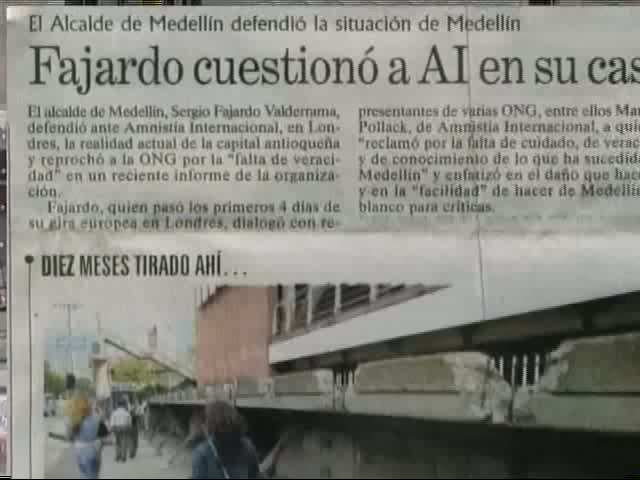 El Alcalde de Medellín defendió la situación de Medellín
Fajardo cuestionó a AI en su cas
El alcalde de Medellín, Sergio Fajardo Valderrama,
defendió ante Amnistía Internacional, en Lon-
dres, la realidad actual de la capital antioqueña
y reprochó a la ONG por la "falta de veraci-
dad" en un reciente informe de la organiza-
ción.
Fajardo, quien pasó los primeros 4 días de
su gira europea en Londres, dialogó con re-
presentantes de varias ONG, entre ellos Mar
Pollack, de Amnistía Internacional, a qui
"reclamó por la falta de cuidado, de verac
y de conocimiento de lo que ha sucedid
Medellín" y enfatizó en el daño que hac
y en la "facilidad" de hacer de Medellín
blanco para críticas.
DIEZ MESES TIRADO AHÍ...